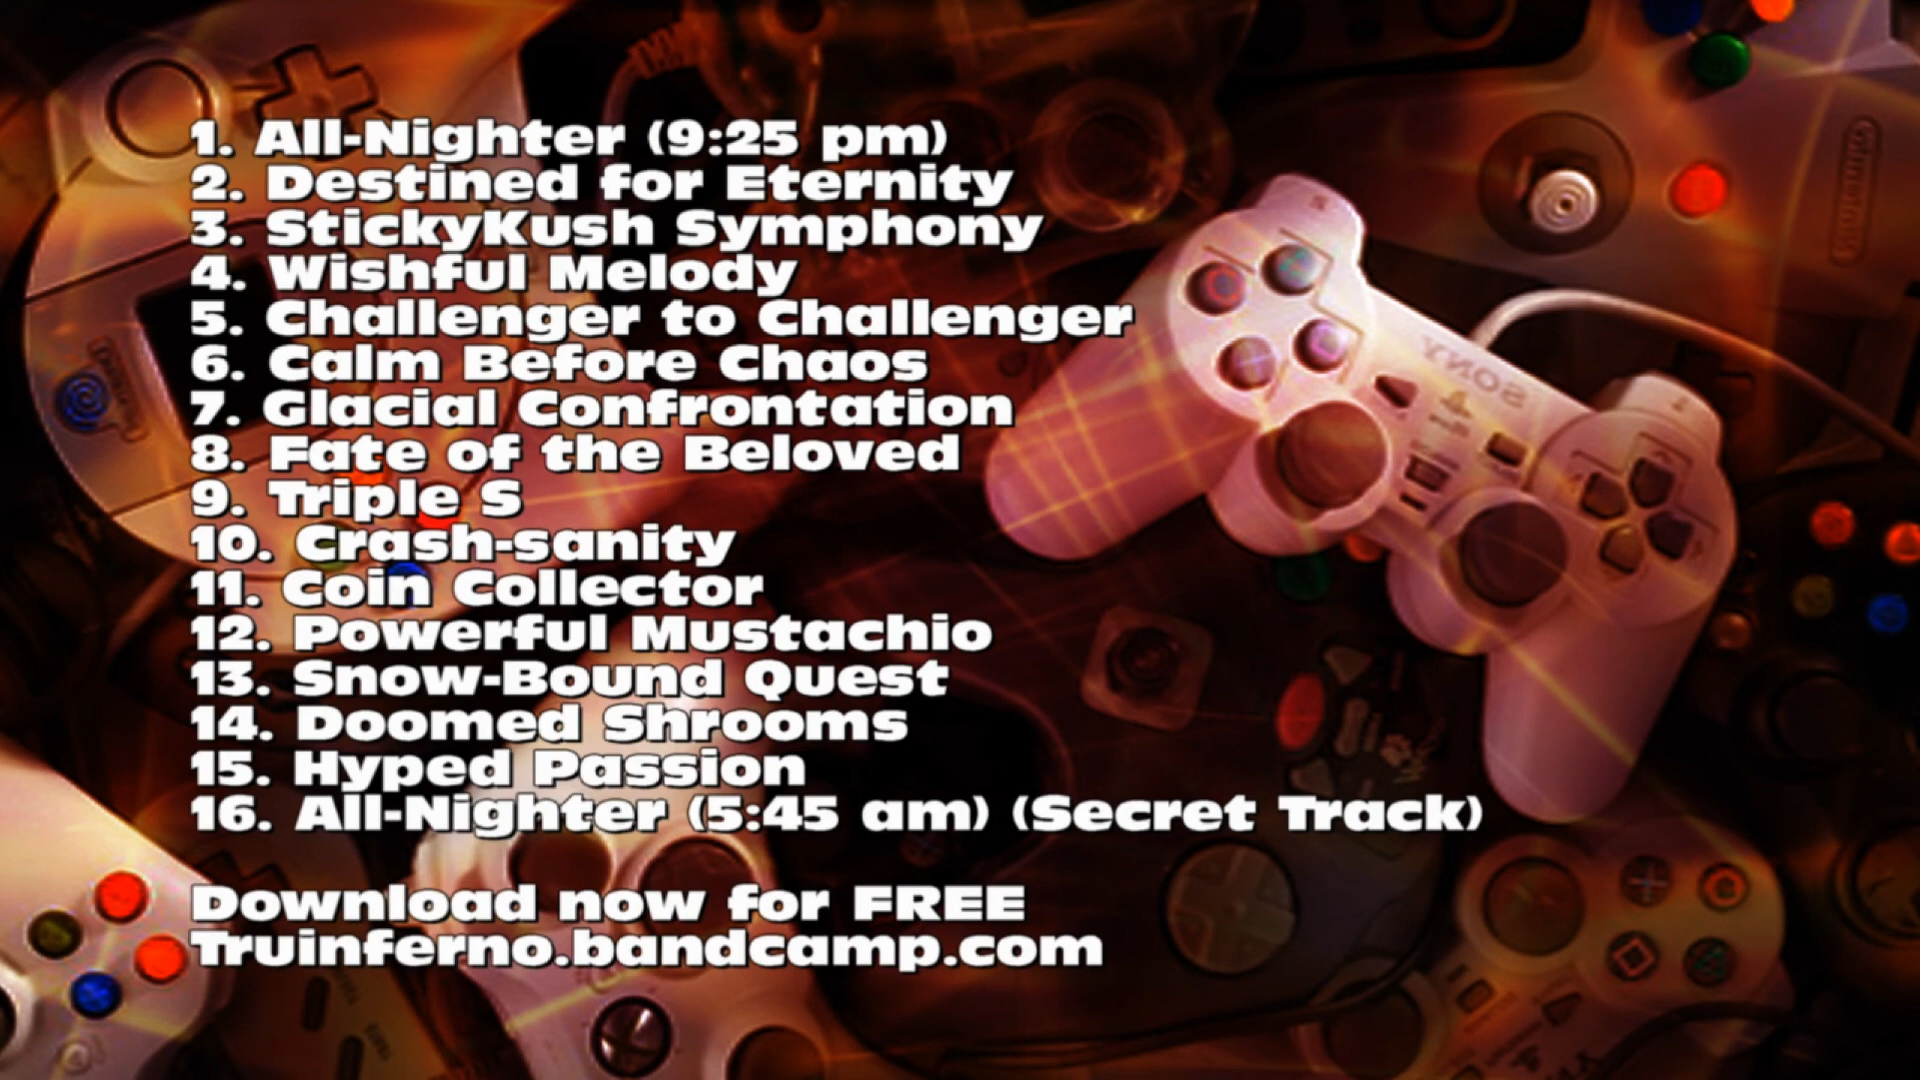 1. All-Nighter (9:25 pm)
2. Destined for Eternity
3. StickyKush Symphony
4. Wishful Melody
5. Challenger to Challenger
6. Calm Before Chaos
7. Glacial Confrontation
8. Fate of the Beloved
9. Triple S
10. Crash-sanity
11. Coin Collector
12. Powerful Mustachio
13. Snow-Bound Quest
14. Doomed Shrooms
15. Hyped Passion
16. All-Nighter (5:45 am) (Secret Track)
Download now for FREE
Truinferno.bandcamp.com
SONY
Nintendo